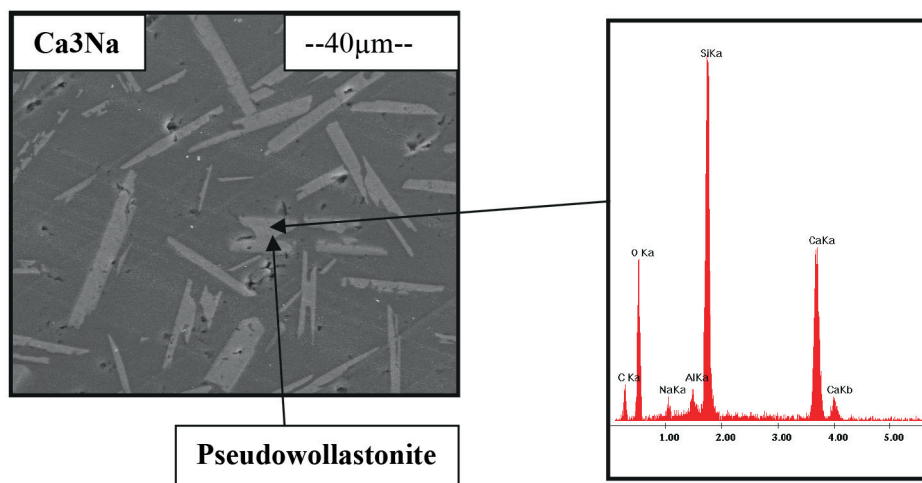 Ca3Na
--40µm--
Pseudowollastonite
SiKa
O Ka
CaKa
C Ka
NaKa
AlKa
CaKb
1.00 2.00 3.00 4.00 5.00